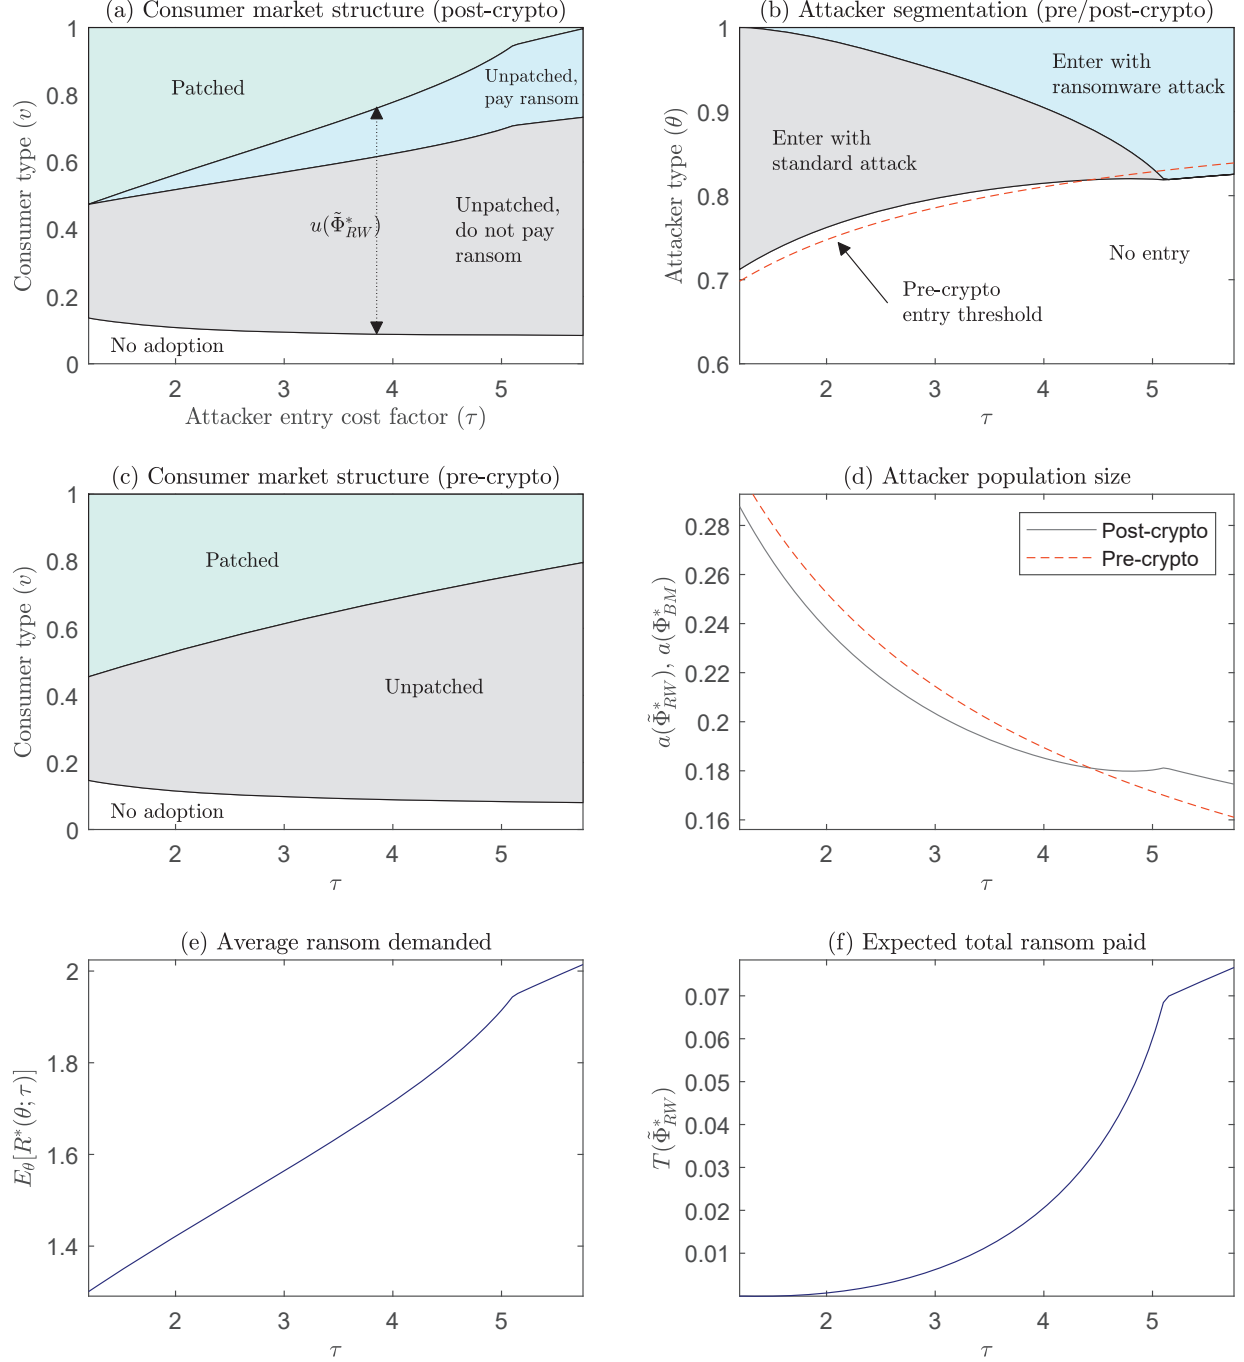 (a) Consumer market structure (post-crypto)
1
0.8
0.6
0.4
0.2
0
Consumer type (v)
Patched
Unpatched,
pay ransom
u(Φ̃*RW)
Unpatched,
do not pay
ransom
No adoption
2 3 4 5
Attacker entry cost factor (τ)
(b) Attacker segmentation (pre/post-crypto)
1
0.9
0.8
0.7
0.6
Attacker type (θ)
Enter with
ransomware attack
Enter with
standard attack
No entry
Pre-crypto
entry threshold
2 3 4 5
τ
(c) Consumer market structure (pre-crypto)
1
0.8
0.6
0.4
0.2
0
Consumer type (v)
Patched
Unpatched
No adoption
2 3 4 5
τ
(d) Attacker population size
0.28
0.26
0.24
0.22
0.2
0.18
0.16
a(Φ̃*RW), a(Φ*BM)
Post-crypto
Pre-crypto
2 3 4 5
τ
(e) Average ransom demanded
2
1.8
1.6
1.4
Eθ[R*(θ; τ)]
2 3 4 5
τ
(f) Expected total ransom paid
0.07
0.06
0.05
0.04
0.03
0.02
0.01
T(Φ̃*RW)
2 3 4 5
τ